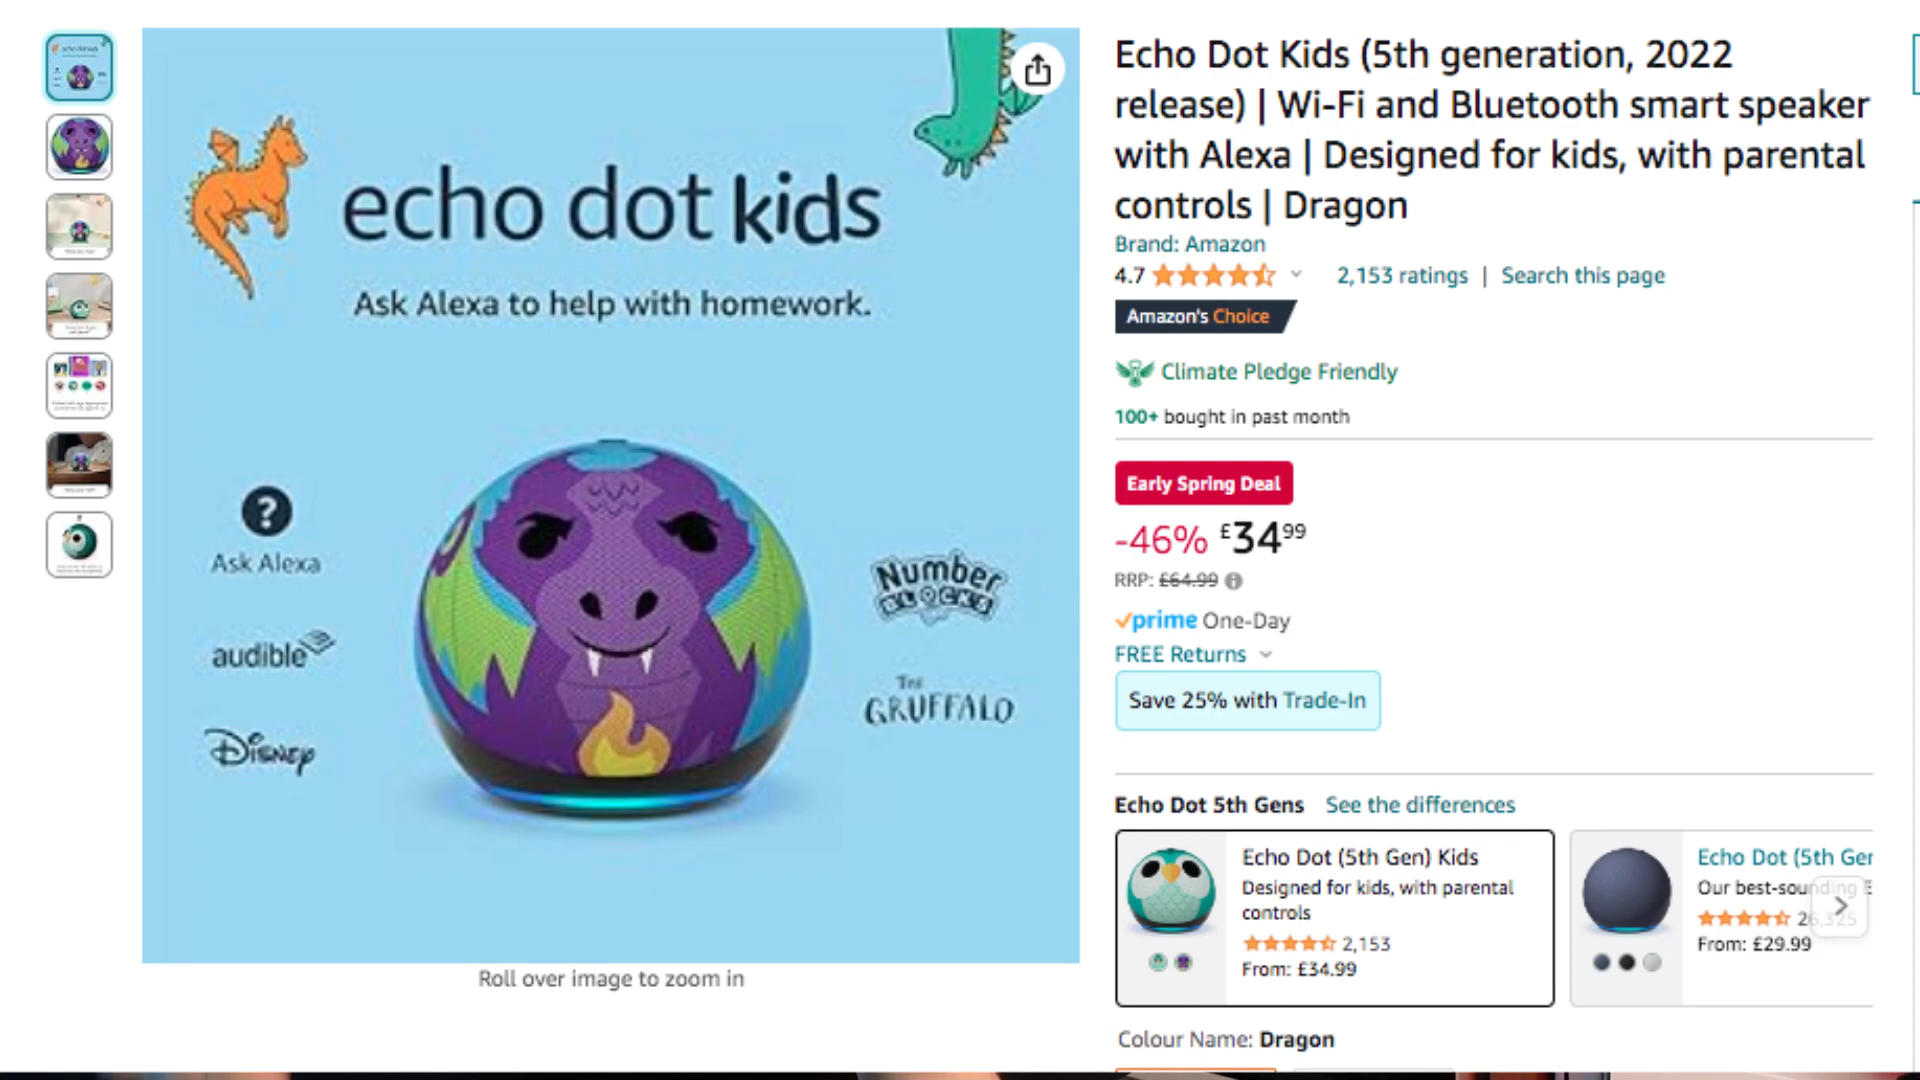 echo dot kids
Ask Alexa to help with homework.
?
Ask Alexa
audible
Disney
Number
BLOCKS
THE
GRUFFALO
Roll over image to zoom in
Echo Dot Kids (5th generation, 2022
release) | Wi-Fi and Bluetooth smart speaker
with Alexa | Designed for kids, with parental
controls | Dragon
Brand: Amazon
4.7 2,153 ratings | Search this page
Amazon's Choice
Climate Pledge Friendly
100+ bought in past month
Early Spring Deal
-46% £34 99
RRP: £64.99
prime One-Day
FREE Returns
Save 25% with Trade-In
Echo Dot 5th Gens See the differences
Echo Dot (5th Gen) Kids
Designed for kids, with parental
controls
2,153
From: £34.99
Echo Dot (5th Ger
Our best-sounding E
26,325
From: £29.99
Colour Name: Dragon